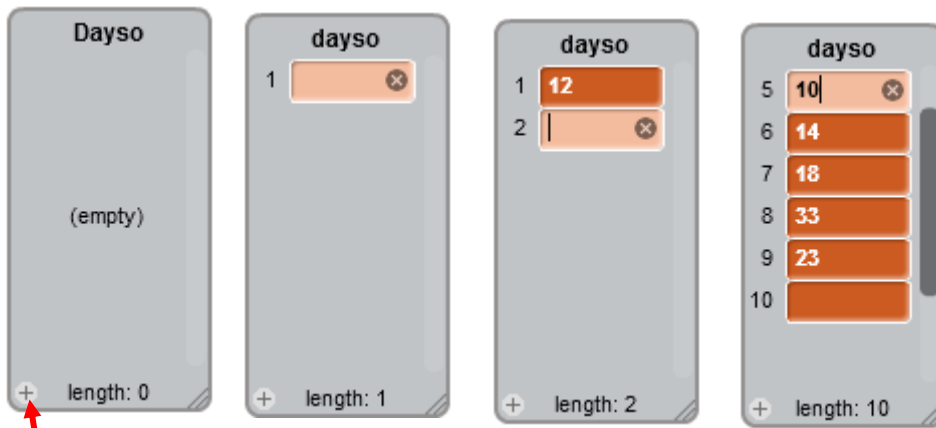 Dayso
(empty)
+ length: 0
dayso
1
+ length: 1
dayso
1 12
2
+ length: 2
dayso
5 10
6 14
7 18
8 33
9 23
10
+ length: 10